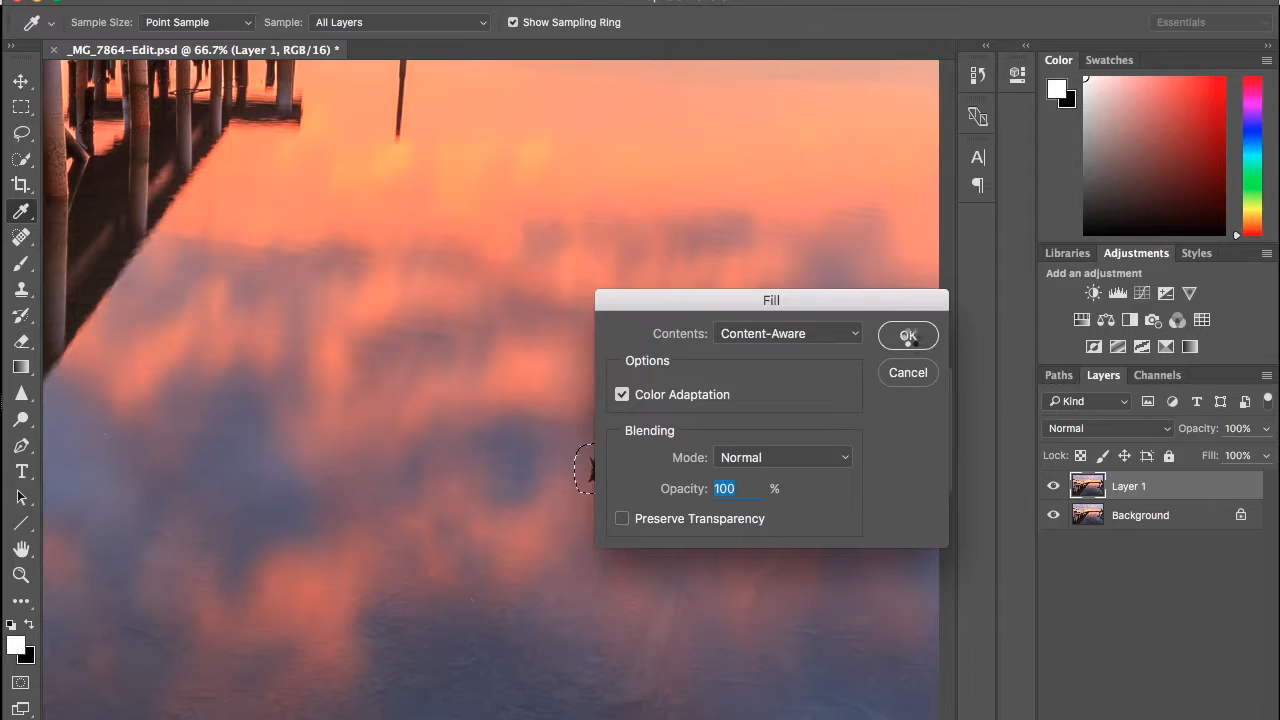 Sample Size: Point Sample Sample: All Layers Show Sampling Ring Essentials
_MG_7864-Edit.psd @ 66.7% (Layer 1, RGB/16) *
Color Swatches
Fill
Contents: Content-Aware OK
Options Cancel
Color Adaptation
Blending
Mode: Normal
Opacity: 100 %
Preserve Transparency
Libraries Adjustments Styles
Add an adjustment
Paths Layers Channels
Kind
Normal Opacity: 100%
Lock: Fill: 100%
Layer 1
Background